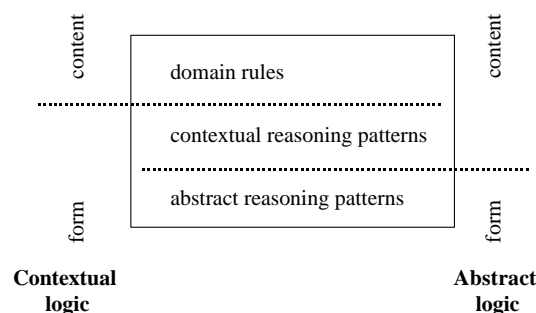 content
content
domain rules
contextual reasoning patterns
abstract reasoning patterns
form
form
Contextual
logic
Abstract
logic